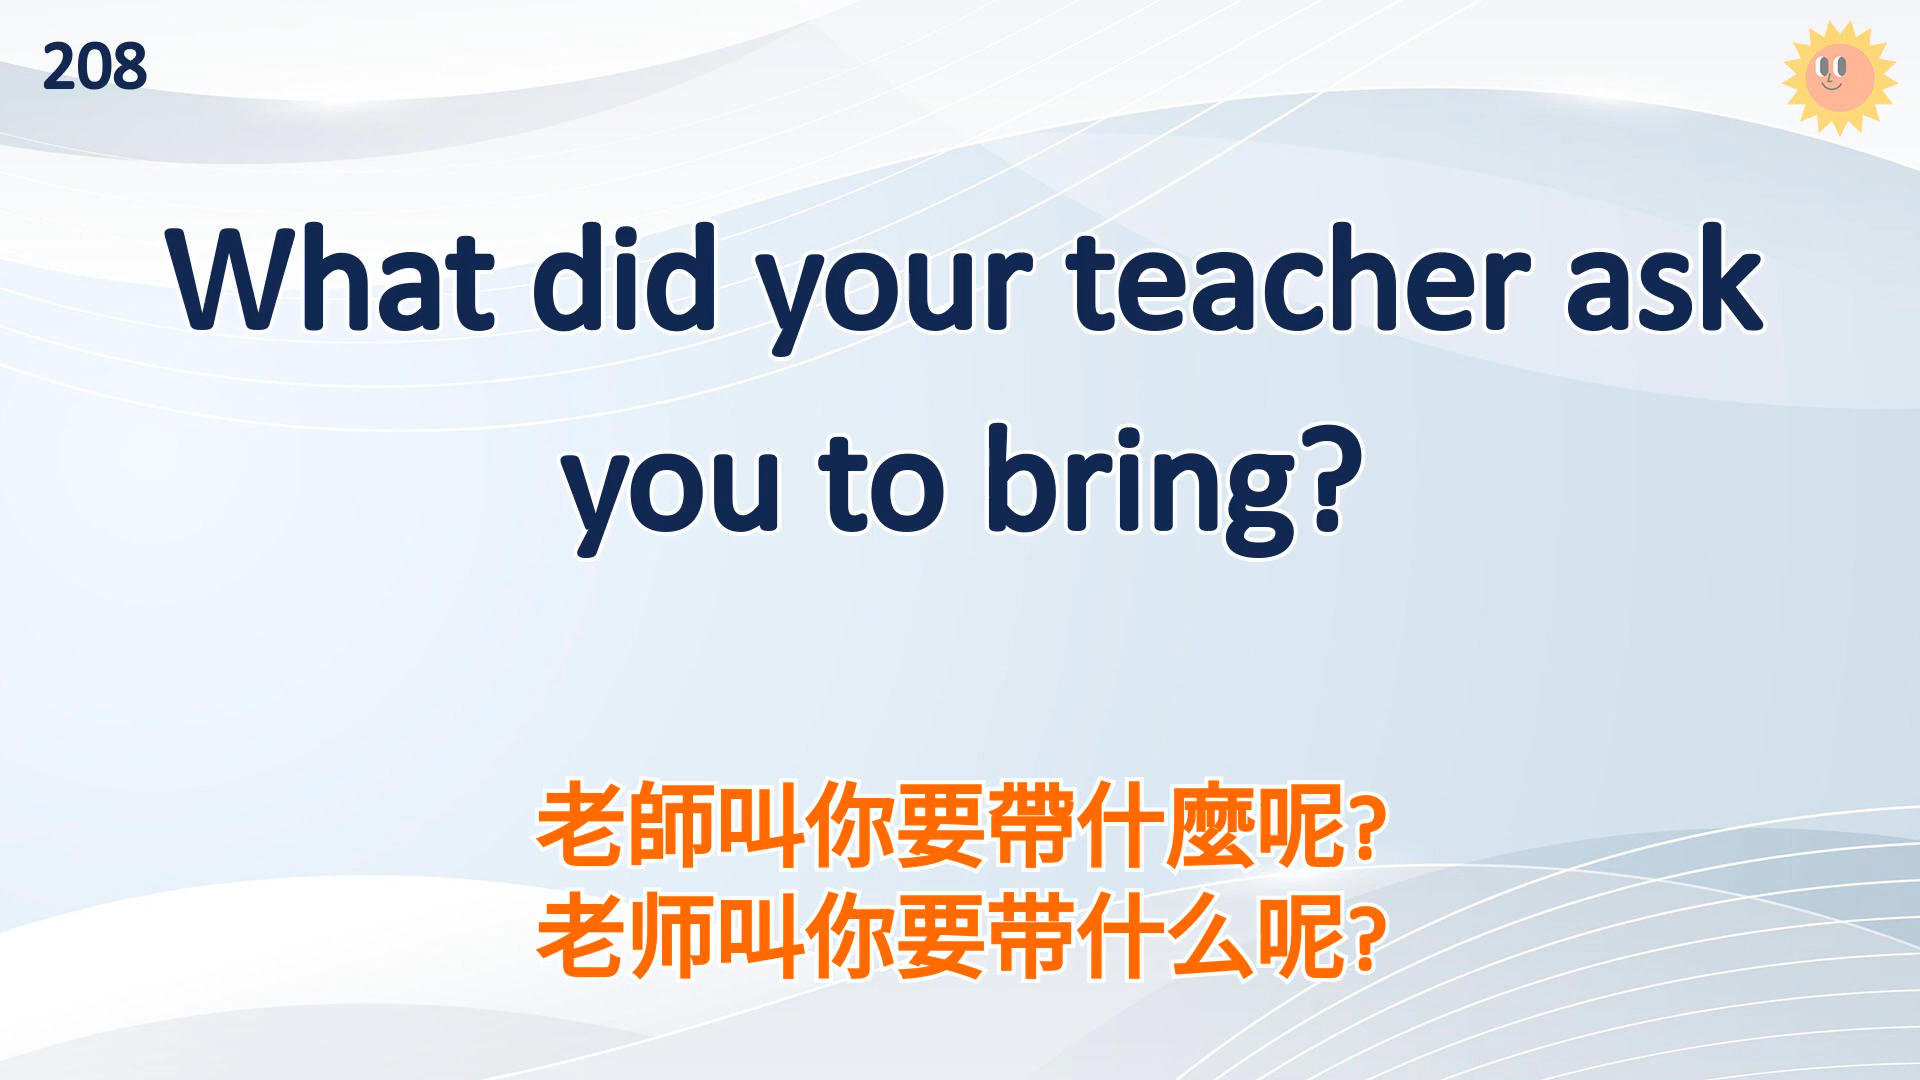 208
What did your teacher ask
you to bring?
老師叫你要帶什麼呢?
老师叫你要带什么呢?